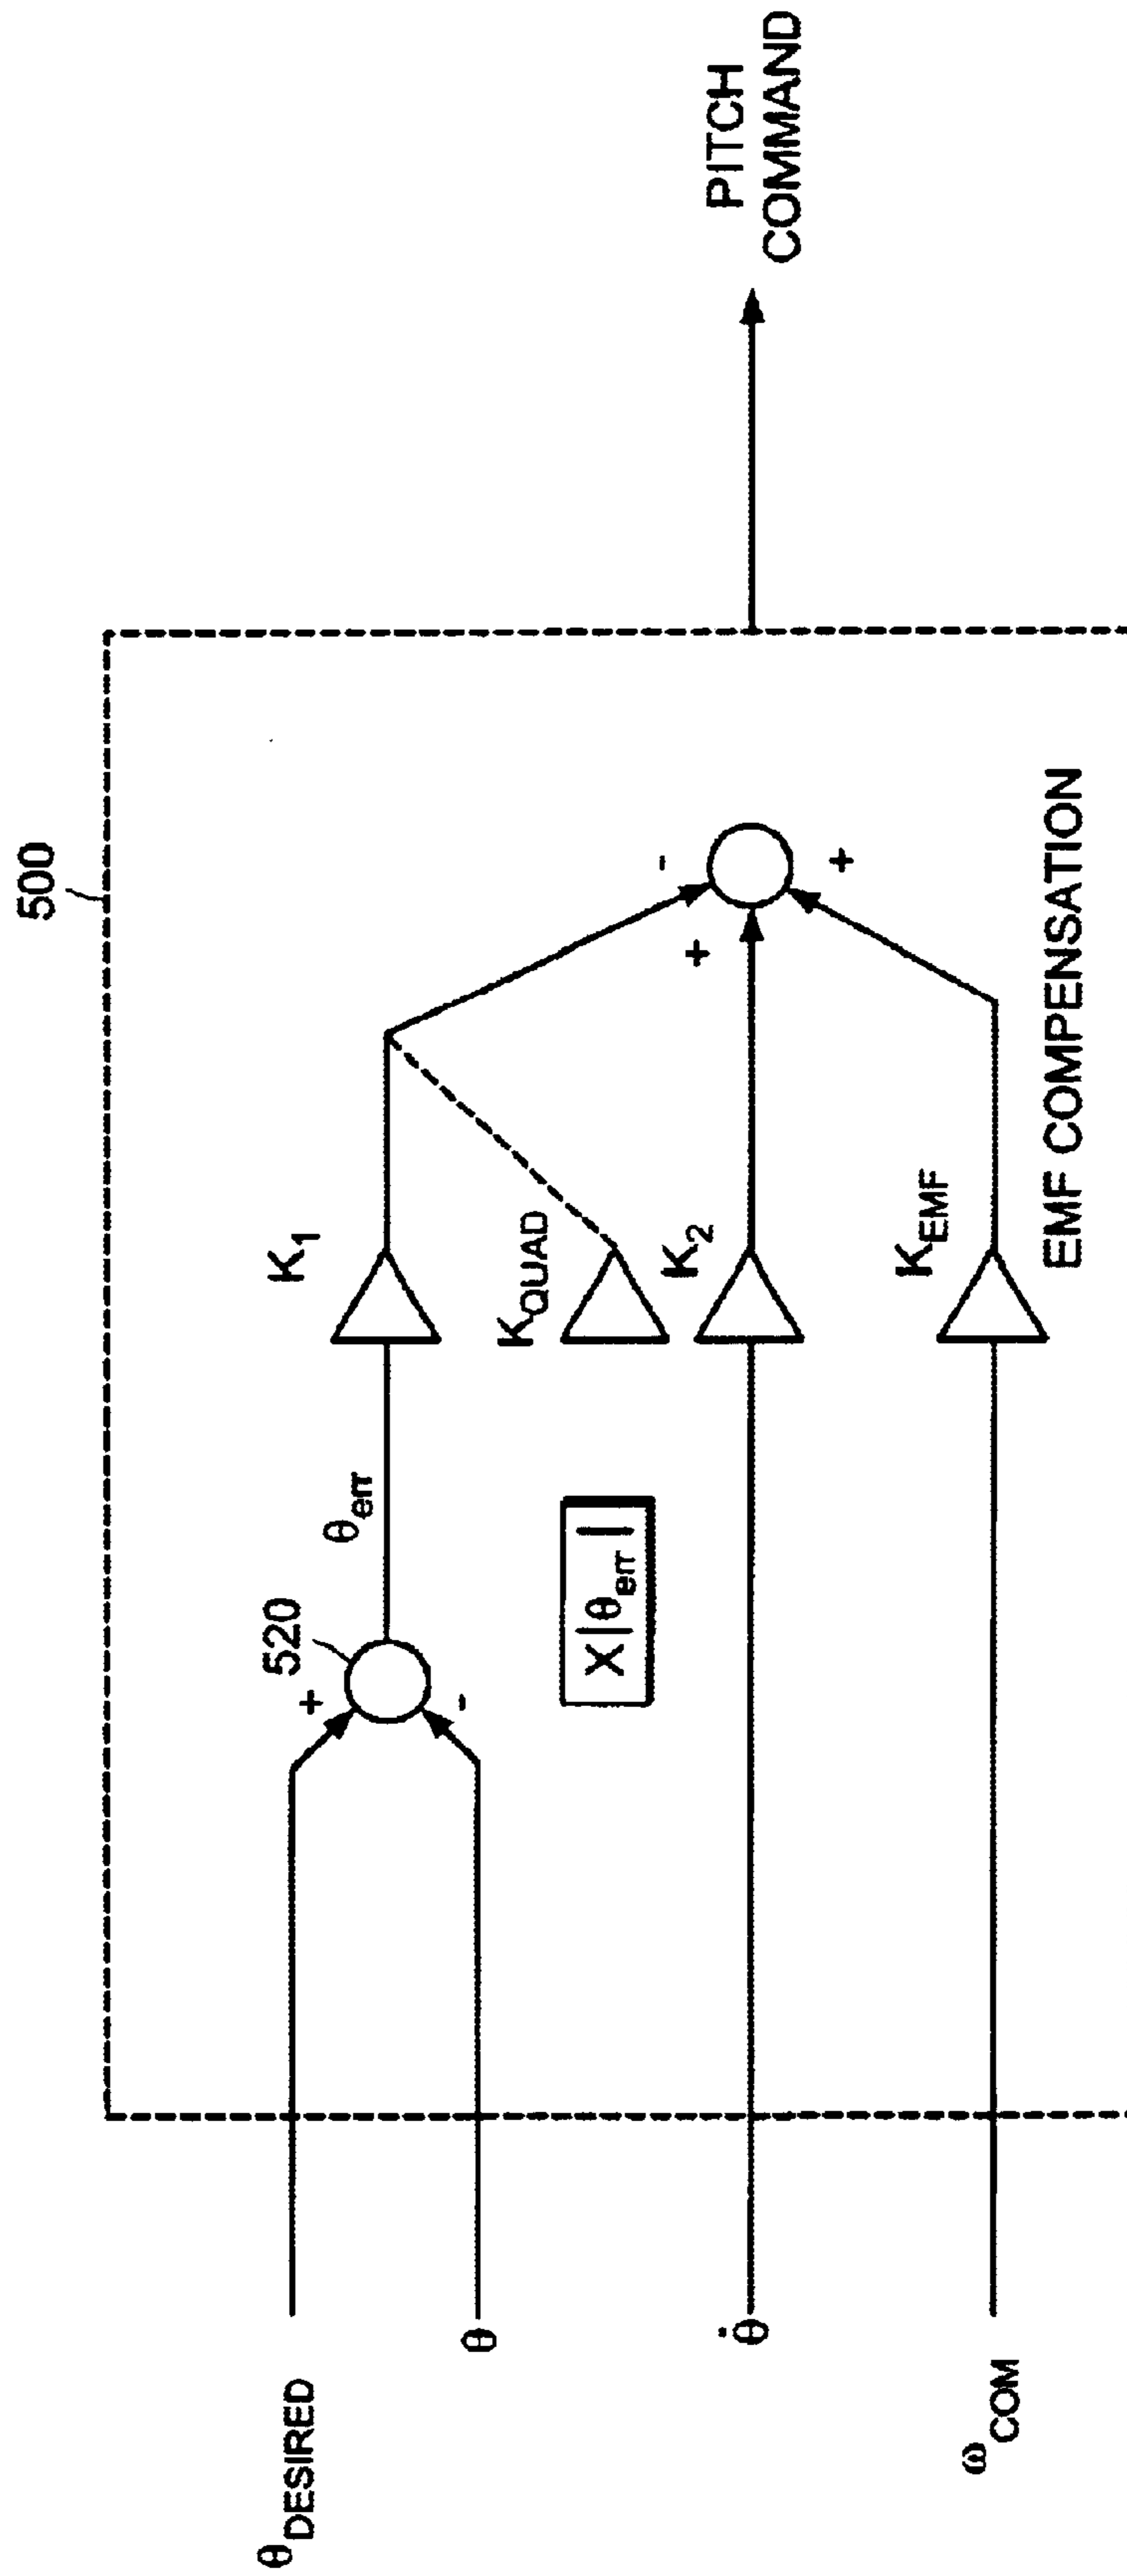 500
θDESIRED
+
520
θerr
K1
-
θ
-
X|θerr|
KQUAD
θ̇
K2
+
PITCH
COMMAND
ωCOM
KEMF
+
EMF COMPENSATION